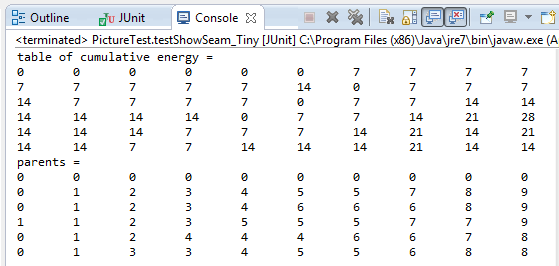 Outline JUnit Console
<terminated> PictureTest.testShowSeam_Tiny [JUnit] C:\Program Files (x86)\Java\jre7\bin\javaw.exe (A
table of cumulative energy =
0 0 0 0 0 0 7 7 7 7
7 7 7 7 7 14 0 7 7 7
14 7 7 7 7 0 7 7 14 14
14 14 14 14 0 7 7 14 21 28
14 14 14 7 7 7 14 21 14 21
14 14 7 7 14 14 14 21 14 14
parents =
0 0 0 0 0 0 0 0 0 0
0 1 2 3 4 5 5 7 8 9
0 1 2 3 4 6 6 6 8 9
1 1 2 3 5 5 5 7 7 9
0 1 2 4 4 4 6 6 7 8
0 1 3 3 4 5 5 6 8 8